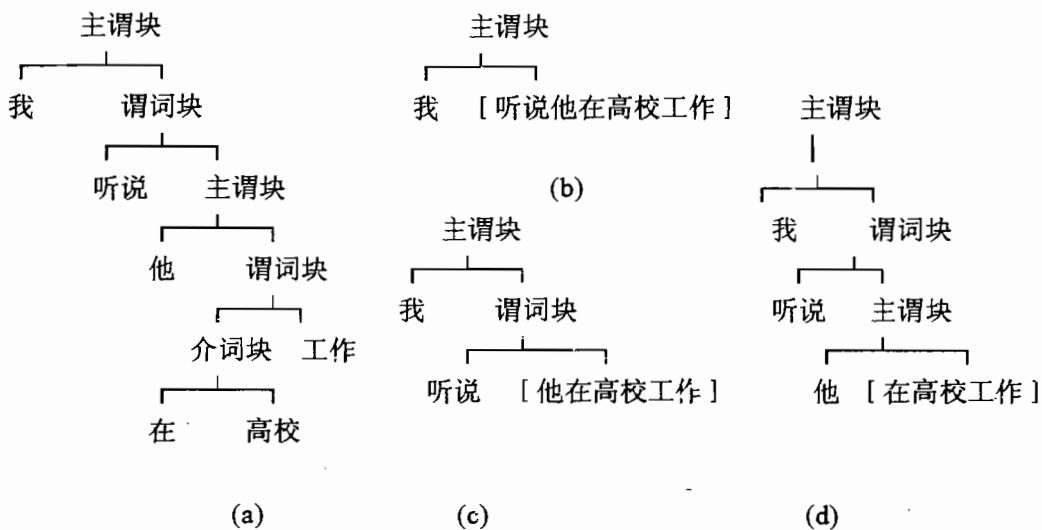 主谓块
我 谓词块
听说 主谓块
他 谓词块
介词块 工作
在 高校
(a)
主谓块
我 [听说他在高校工作]
(b)
主谓块
我 谓词块
听说 [他在高校工作]
(c)
主谓块
我 谓词块
听说 主谓块
他 [在高校工作]
(d)